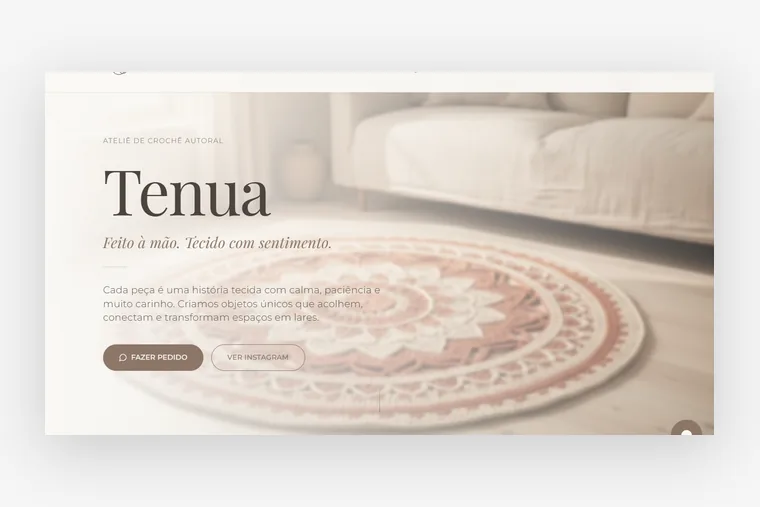 ATELIÊ DE CROCHÊ AUTORAL
Tenua
Feito à mão. Tecido com sentimento.
Cada peça é uma história tecida com calma, paciência e
muito carinho. Criamos objetos únicos que acolhem,
conectam e transformam espaços em lares.
FAZER PEDIDO
VER INSTAGRAM